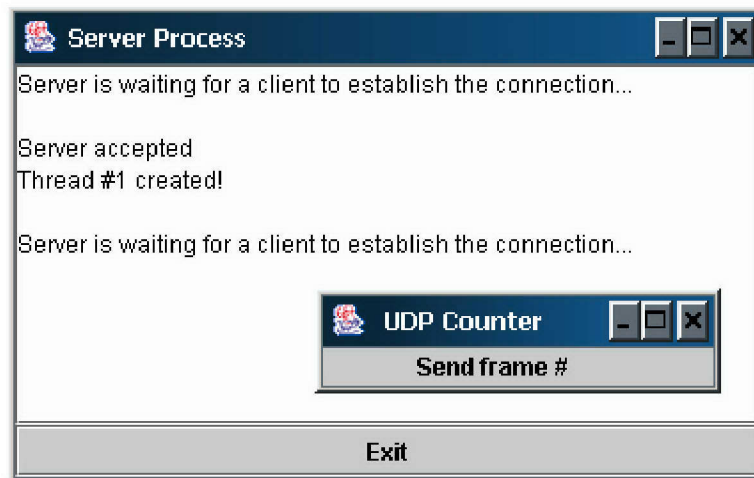 Server Process
Server is waiting for a client to establish the connection...
Server accepted
Thread #1 created!
Server is waiting for a client to establish the connection...
UDP Counter
Send frame #
Exit